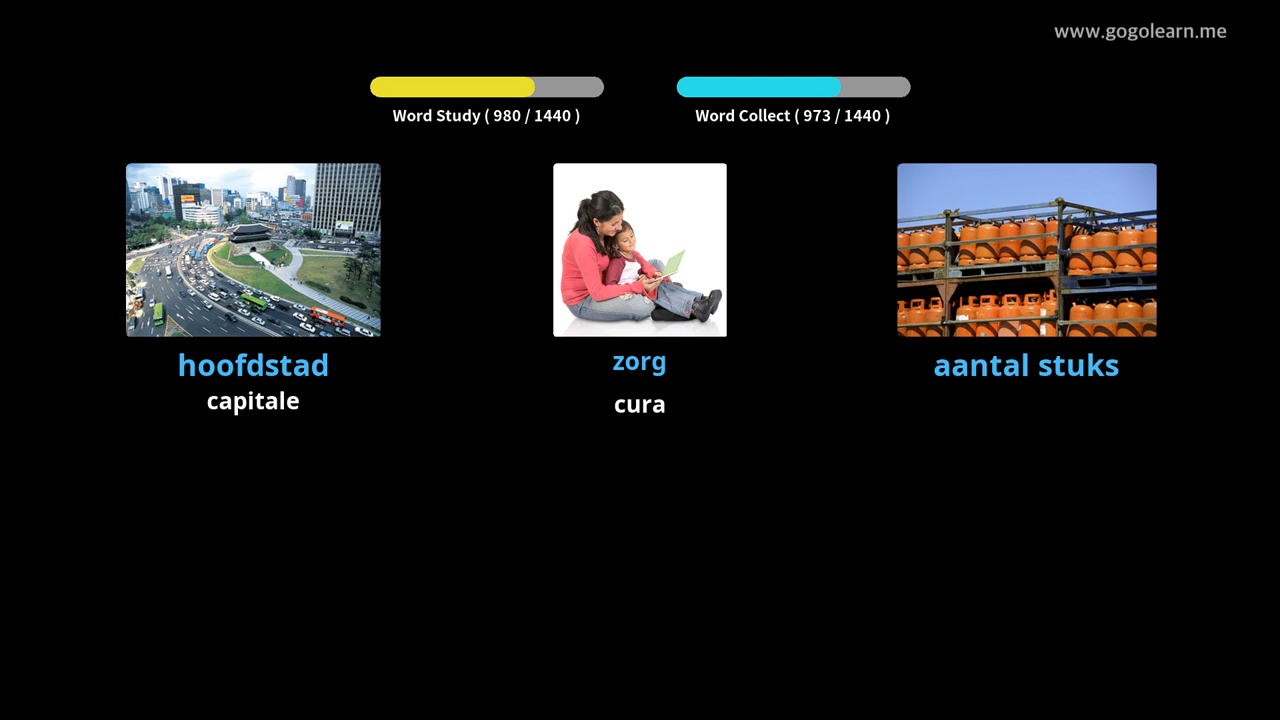 www.gogolearn.me
Word Study ( 980 / 1440 )
Word Collect ( 973 / 1440 )
hoofdstad
capitale
zorg
cura
aantal stuks